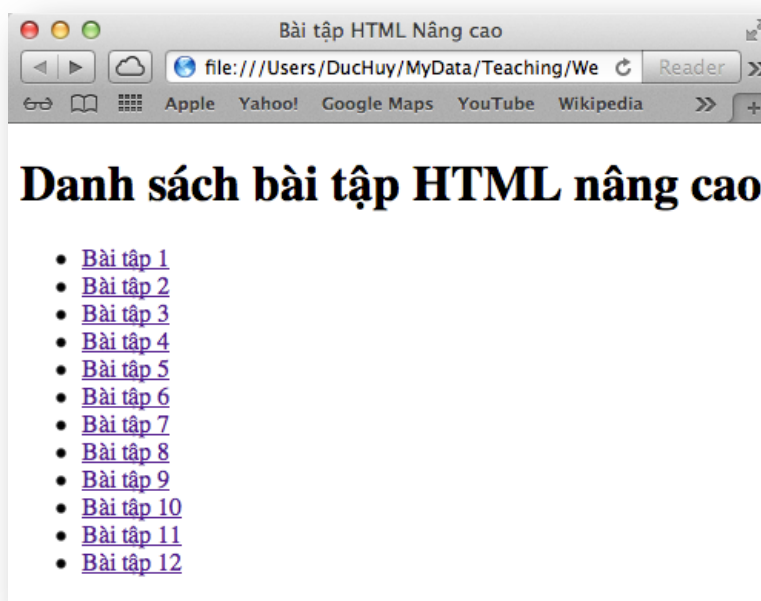 Bài tập HTML Nâng cao
file:///Users/DucHuy/MyData/Teaching/We Reader
Apple Yahoo! Google Maps YouTube Wikipedia
Danh sách bài tập HTML nâng cao
Bài tập 1
Bài tập 2
Bài tập 3
Bài tập 4
Bài tập 5
Bài tập 6
Bài tập 7
Bài tập 8
Bài tập 9
Bài tập 10
Bài tập 11
Bài tập 12